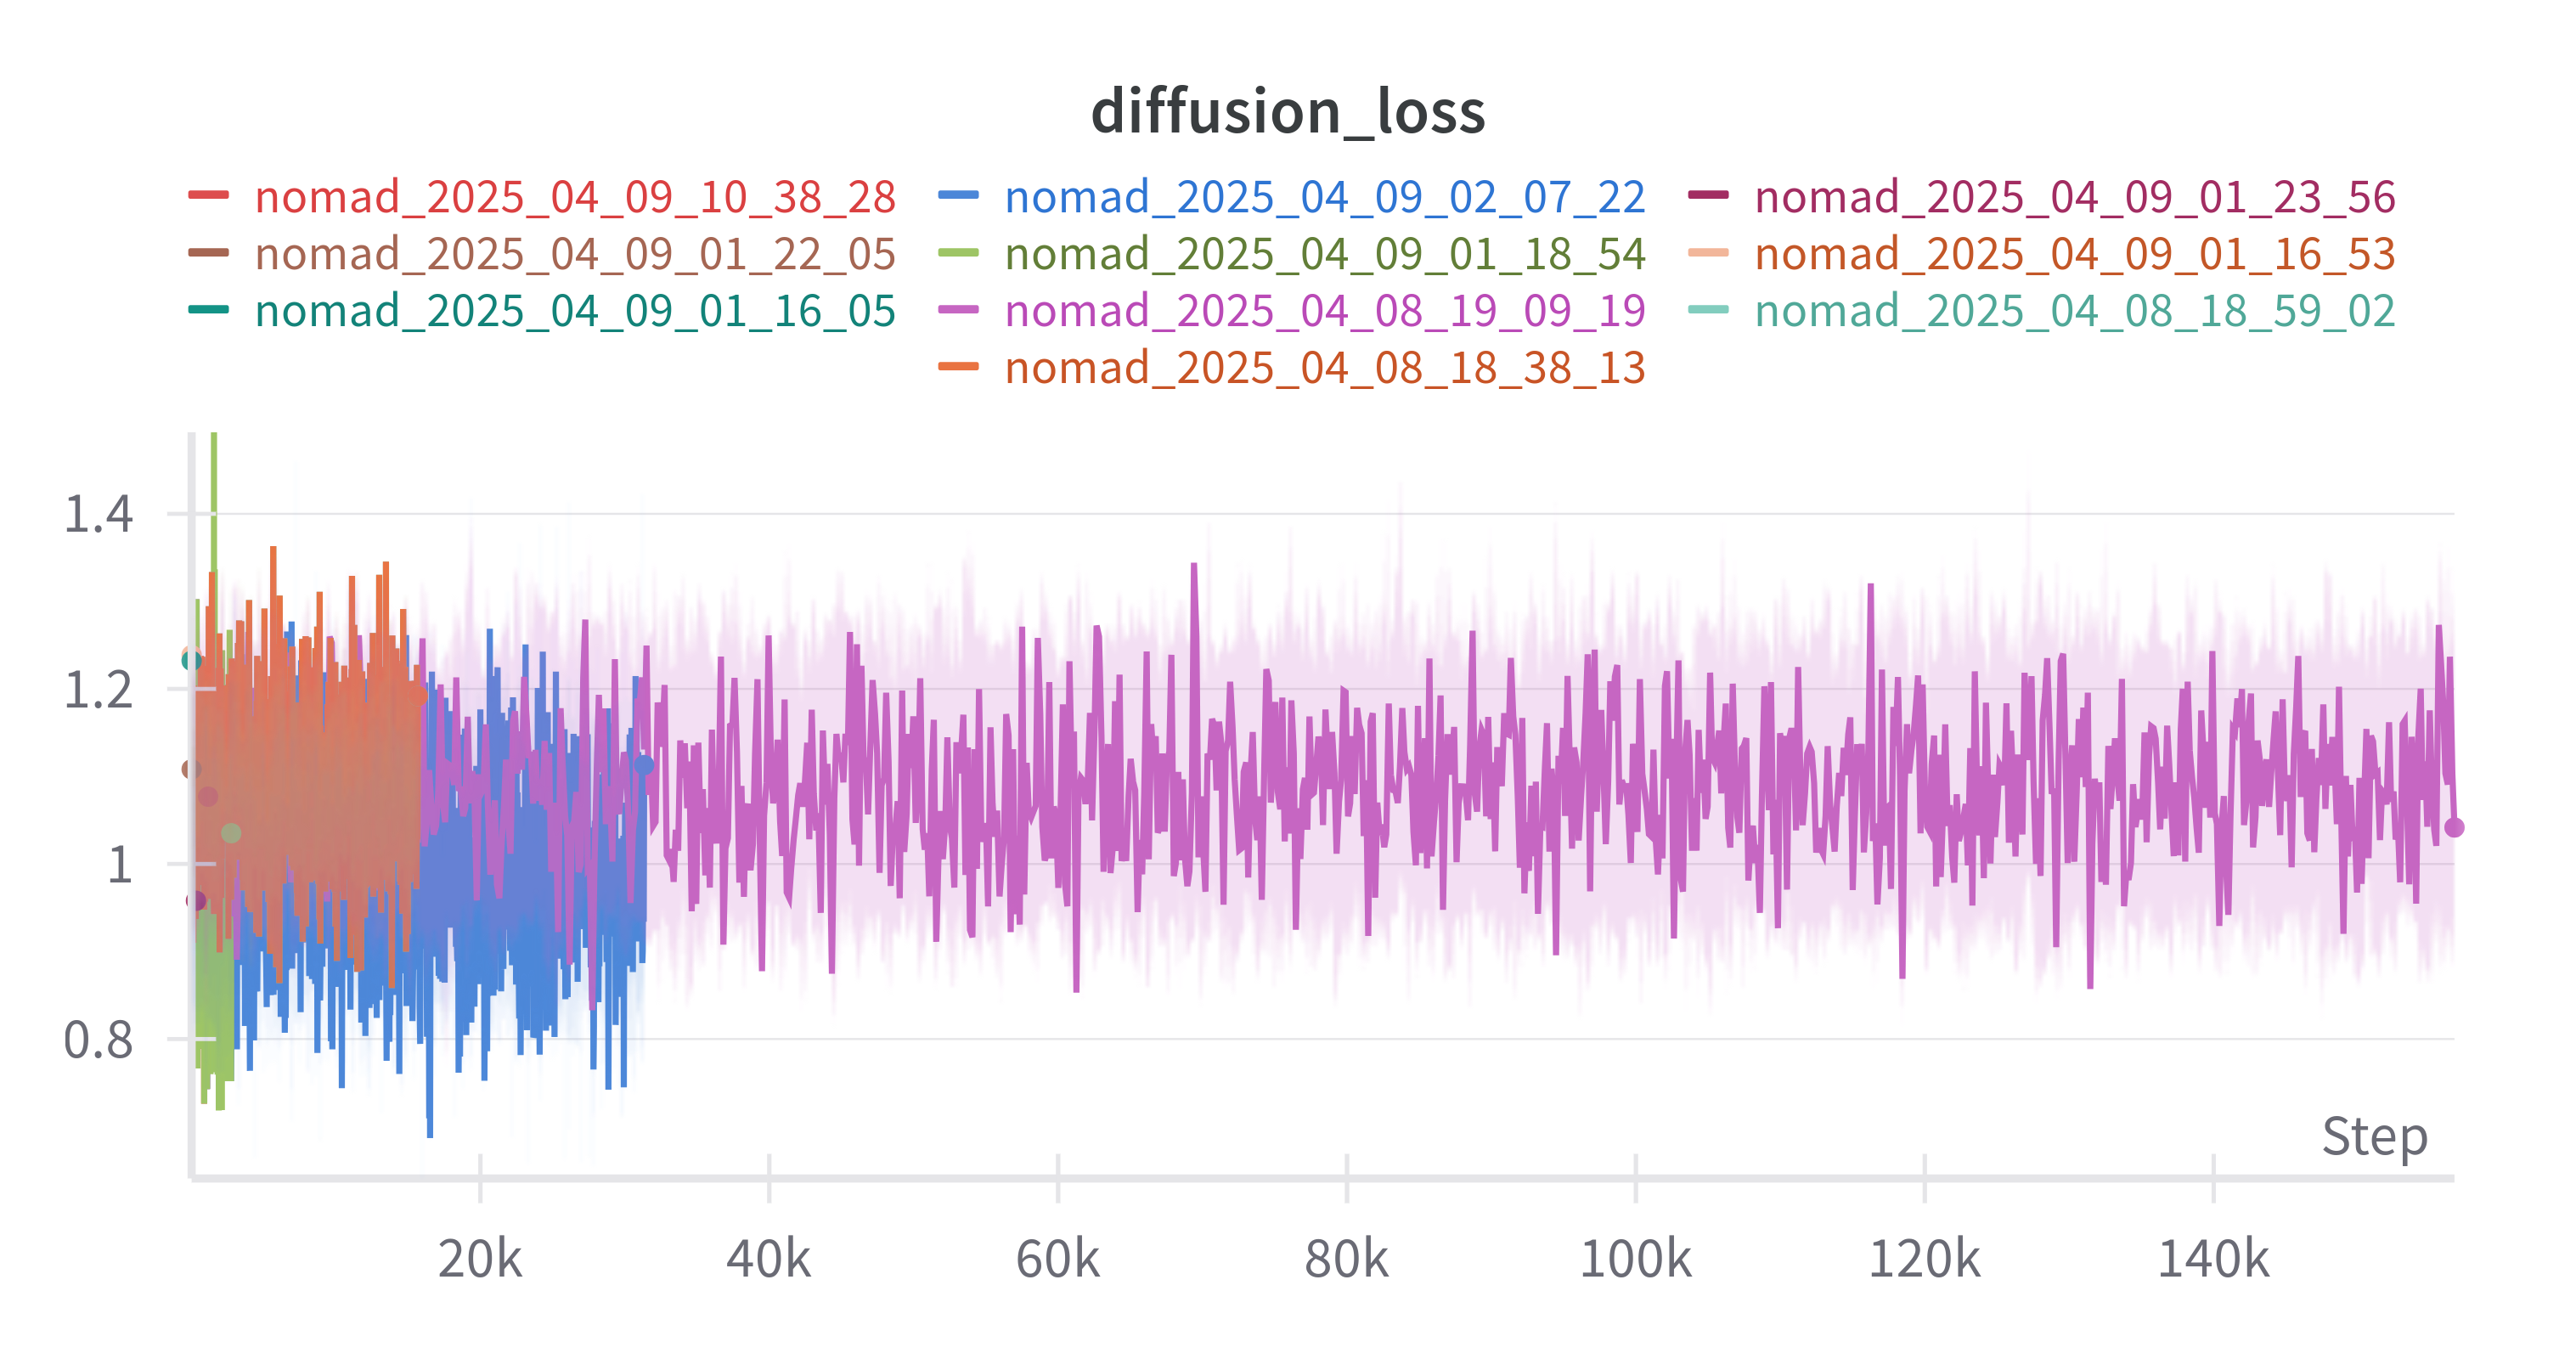 diffusion_loss
nomad_2025_04_09_10_38_28 nomad_2025_04_09_02_07_22 nomad_2025_04_09_01_23_56
nomad_2025_04_09_01_22_05 nomad_2025_04_09_01_18_54 nomad_2025_04_09_01_16_53
nomad_2025_04_09_01_16_05 nomad_2025_04_08_19_09_19 nomad_2025_04_08_18_59_02
nomad_2025_04_08_18_38_13
1.4
1.2
1
0.8
Step
20k 40k 60k 80k 100k 120k 140k